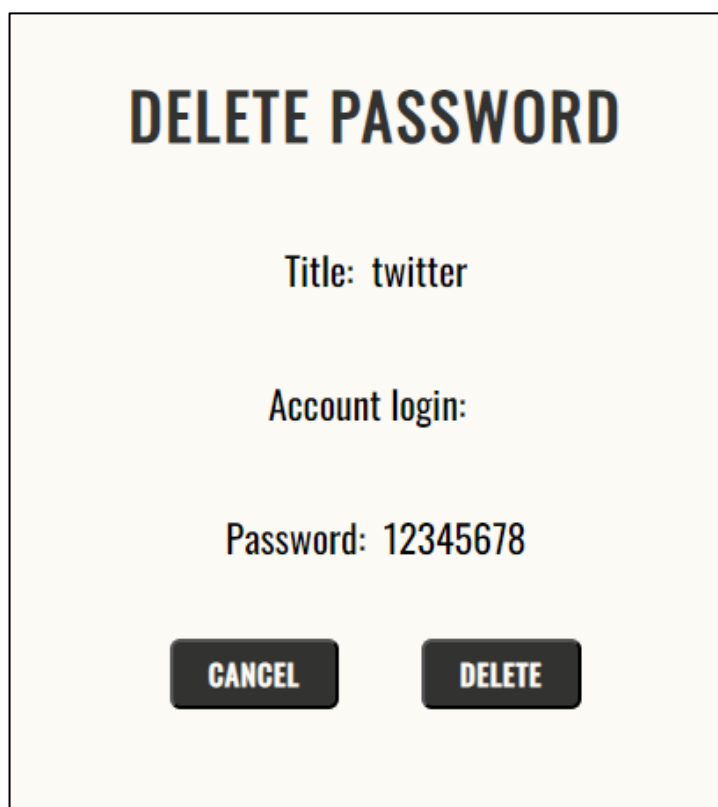 DELETE PASSWORD
Title: twitter
Account login:
Password: 12345678
CANCEL DELETE